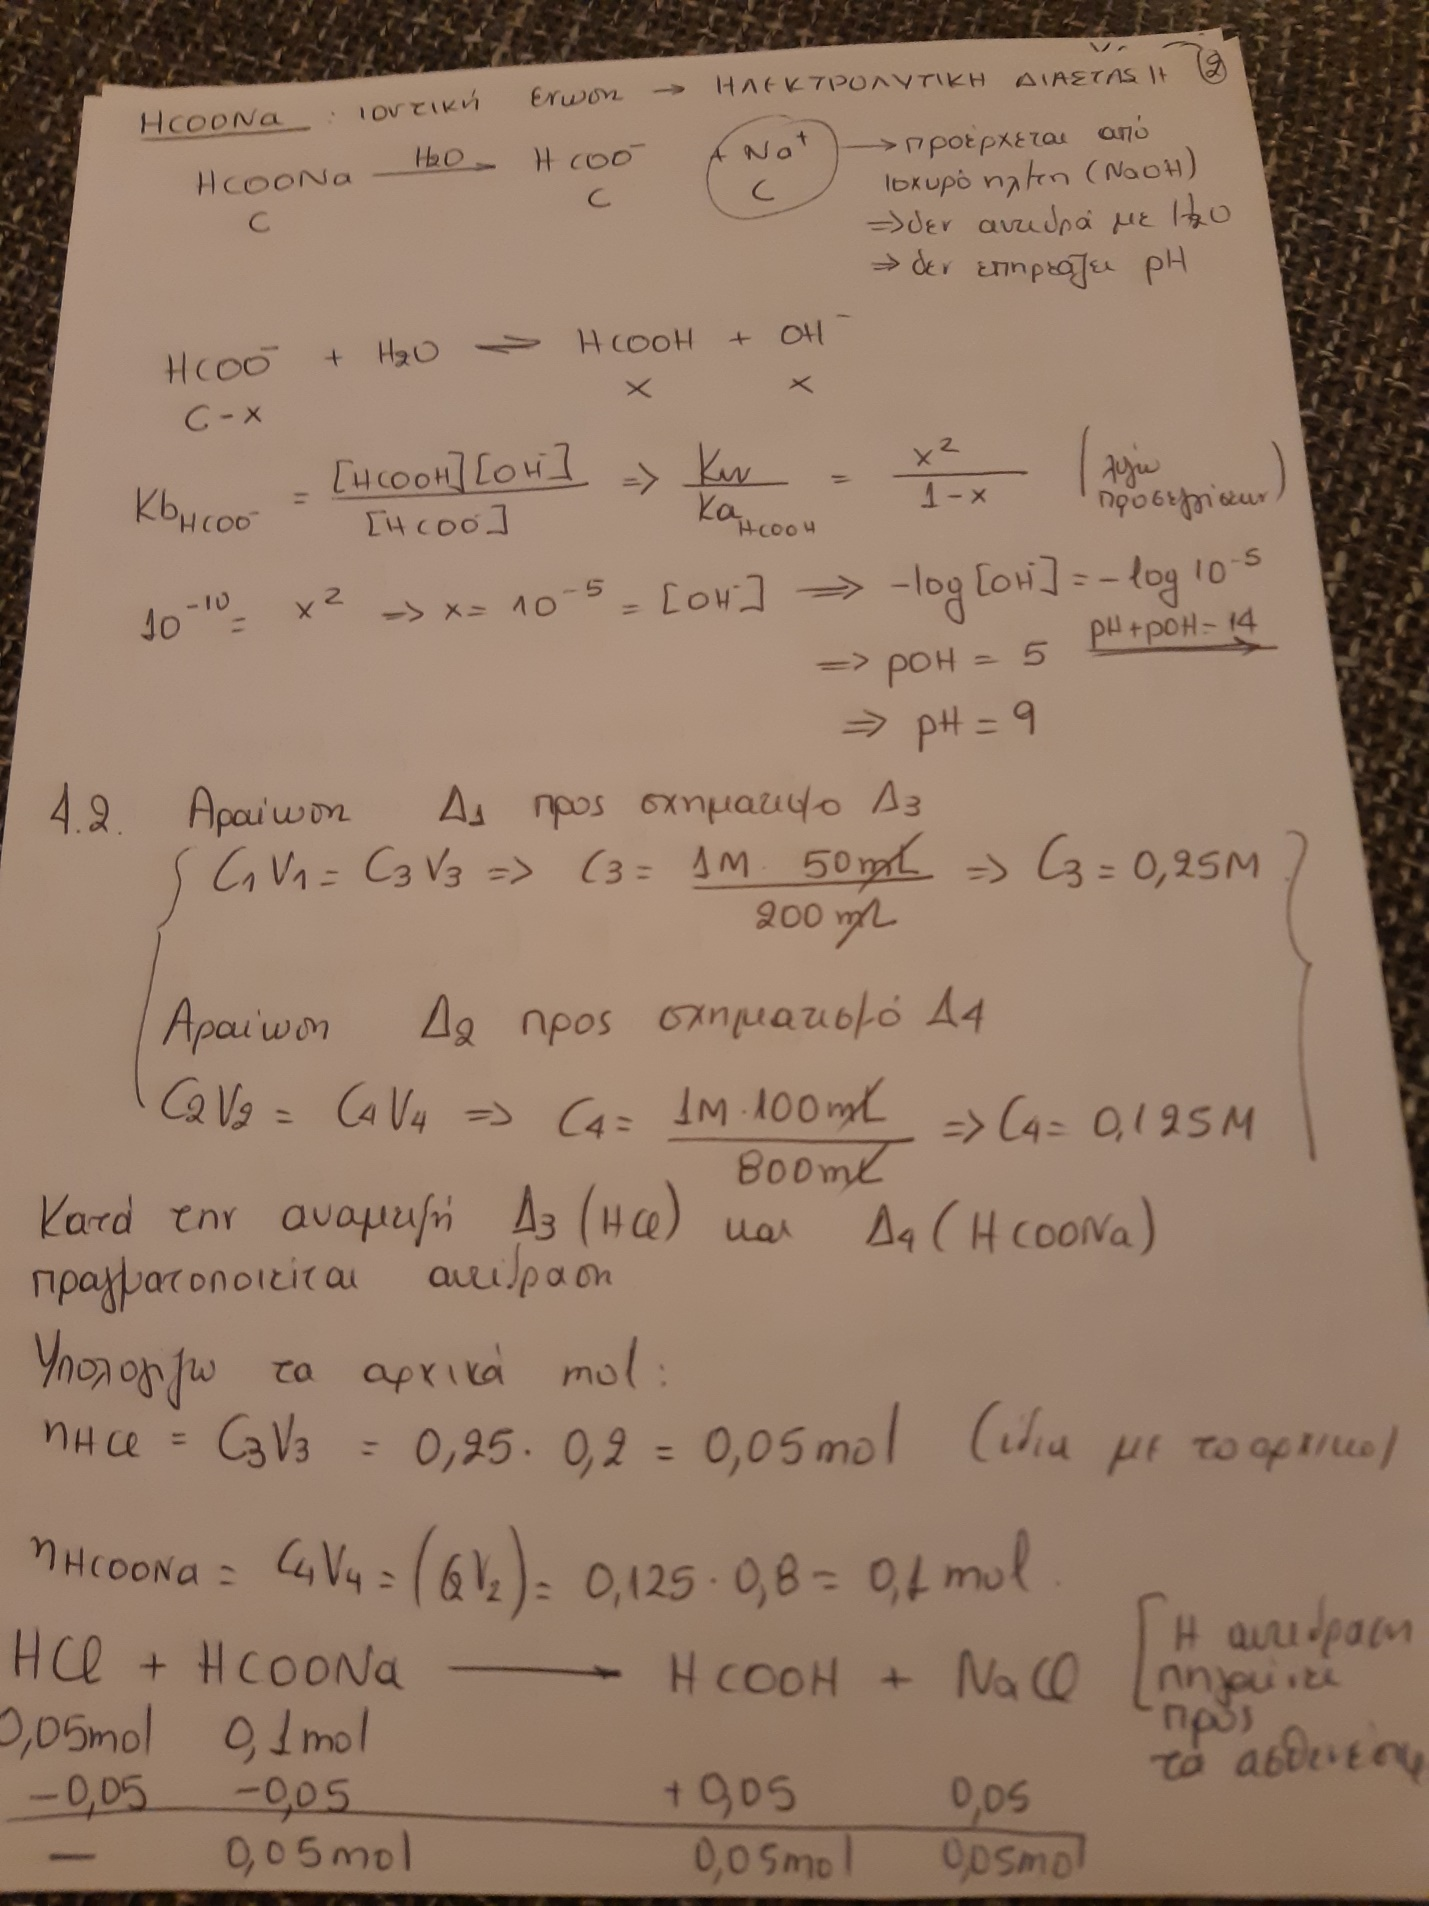 ②
HCOONa : ιοντική ένωση → ΗΛΕΚΤΡΟΛΥΤΙΚΗ ΔΙΑΣΤΑΣΗ
HCOONa —H₂O→ HCOO⁻ + Na⁺ → προέρχεται από
C C C ισχυρό ηλ/τη (NaOH)
⇒ δεν αντιδρά με H₂O
⇒ δεν επηρεάζει pH
HCOO⁻ + H₂O ⇌ HCOOH + OH⁻
C-x x x
Kb HCOO⁻ = [HCOOH][OH⁻] / [HCOO⁻] ⇒ Kw / Ka HCOOH = x² / 1-x (λόγω προσεγγίσεων)
10⁻¹⁰ = x² ⇒ x = 10⁻⁵ = [OH⁻] ⇒ -log[OH⁻] = -log 10⁻⁵
⇒ pOH = 5 pH+pOH=14 ⇒
⇒ pH = 9
4.2. Αραίωση Δ1 προς σχηματισμό Δ3
C₁V₁ = C₃V₃ ⇒ C₃ = 1M · 50mL / 200mL ⇒ C₃ = 0,25M
Αραίωση Δ2 προς σχηματισμό Δ4
C₂V₂ = C₄V₄ ⇒ C₄ = 1M · 100mL / 800mL ⇒ C₄ = 0,125M
Κατά την αναμιξή Δ3 (HCl) και Δ4 (HCOONa)
πραγματοποιείται αντίδραση
Υπολογίζω τα αρχικά mol:
nHCl = C₃V₃ = 0,25 · 0,2 = 0,05mol (ίδια με το αρχικό)
nHCOONa = C₄V₄ = (C₂V₂) = 0,125 · 0,8 = 0,1 mol.
HCl + HCOONa → HCOOH + NaCl [Η αντίδραση
πηγαίνει
προς
0,05mol 0,1mol τα ασθενέστερα
-0,05 -0,05 +0,05 0,05
— 0,05mol 0,05mol 0,05mol